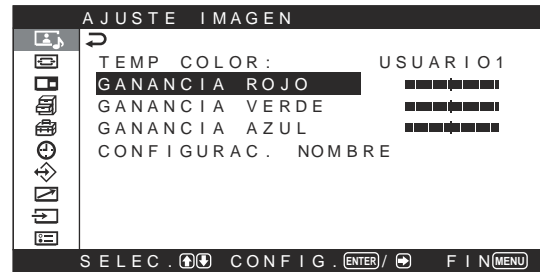 AJUSTE IMAGEN
TEMP COLOR: USUARIO1
GANANCIA ROJO
GANANCIA VERDE
GANANCIA AZUL
CONFIGURAC. NOMBRE
SELEC. CONFIG. ENTER / FIN MENU